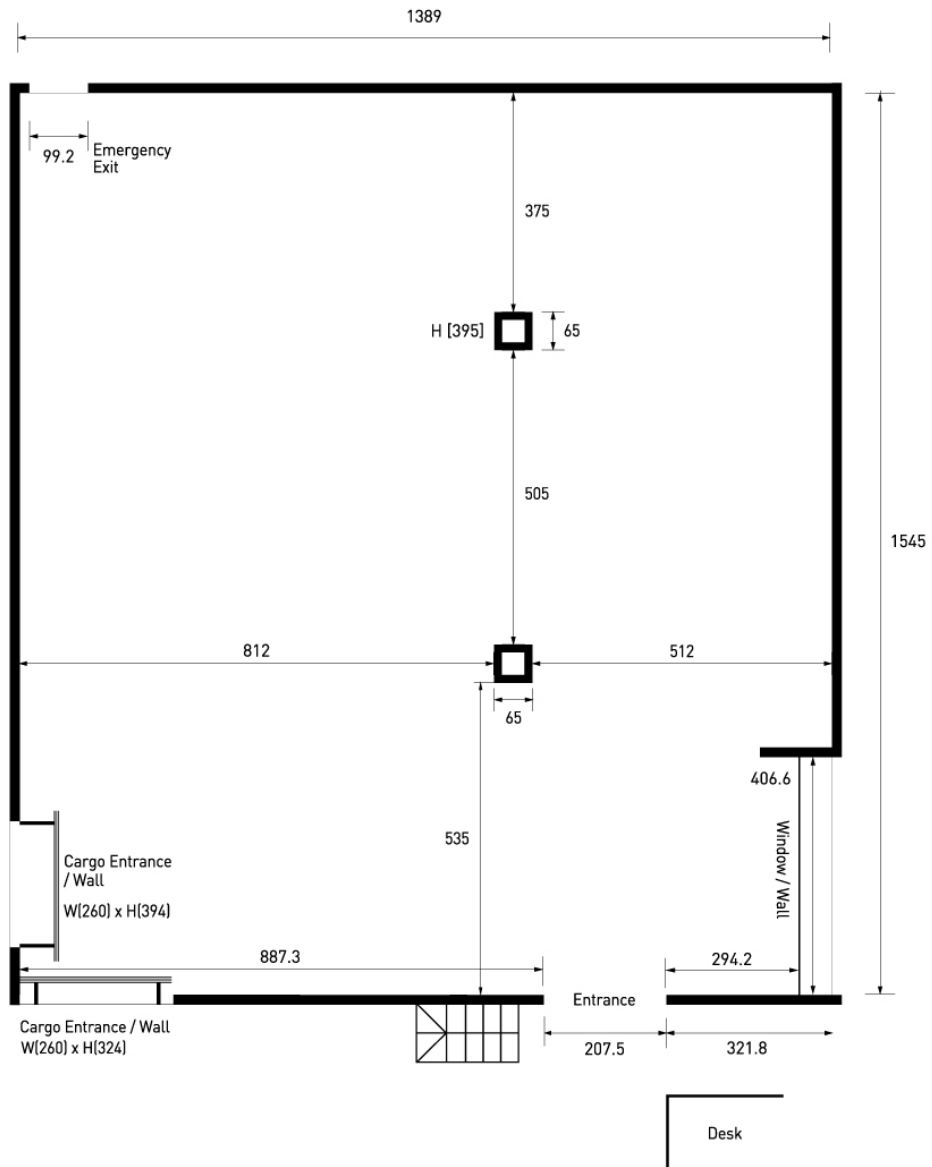 1389
99.2
Emergency
Exit
375
H [395]
65
505
1545
812
512
65
406.6
535
Window / Wall
Cargo Entrance
/ Wall
W(260) x H(394)
887.3
294.2
Entrance
Cargo Entrance / Wall
W(260) x H(324)
207.5
321.8
Desk